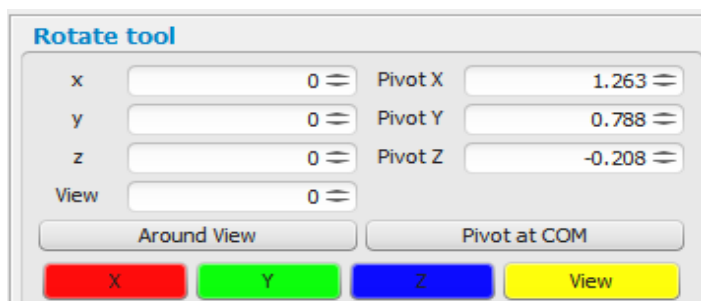 Rotate tool
x 0 Pivot X 1.263
y 0 Pivot Y 0.788
z 0 Pivot Z -0.208
View 0
Around View Pivot at COM
X Y Z View